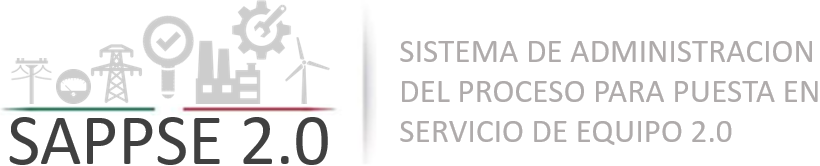 SAPPSE 2.0
SISTEMA DE ADMINISTRACION
DEL PROCESO PARA PUESTA EN
SERVICIO DE EQUIPO 2.0